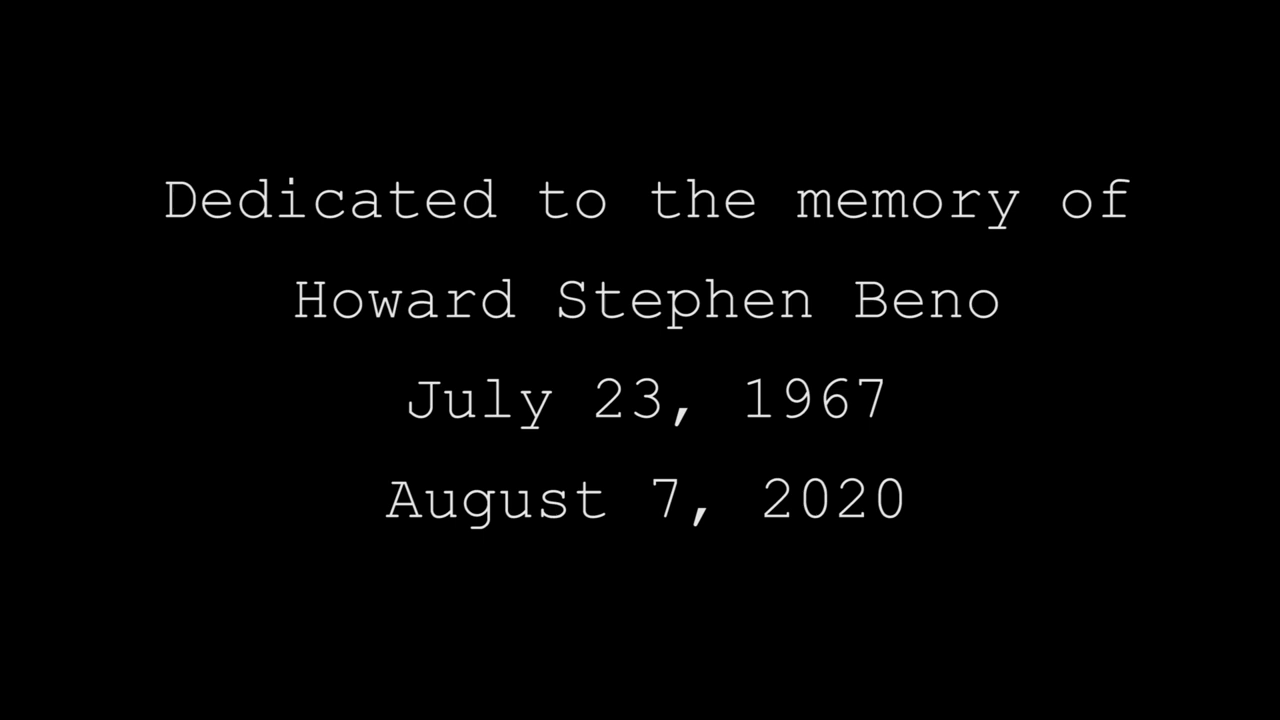 Dedicated to the memory of
Howard Stephen Beno
July 23, 1967
August 7, 2020